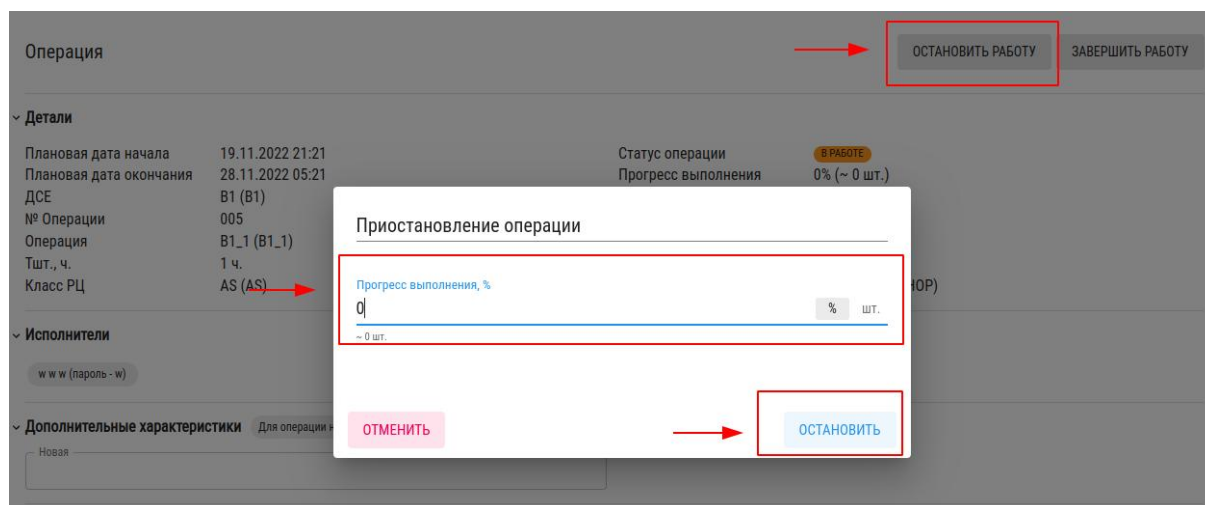 Операция
ОСТАНОВИТЬ РАБОТУ
ЗАВЕРШИТЬ РАБОТУ
Детали
Плановая дата начала 19.11.2022 21:21
Статус операции В РАБОТЕ
Плановая дата окончания 28.11.2022 05:21
Прогресс выполнения 0% (~ 0 шт.)
ДСЕ B1 (B1)
№ Операции 005
Операция B1_1 (B1_1)
Тшт., ч. 1 ч.
Класс РЦ AS (AS)
HOP)
Приостановление операции
Прогресс выполнения, %
0
% шт.
~ 0 шт.
ОТМЕНИТЬ
ОСТАНОВИТЬ
Исполнители
w w w (пароль - w)
Дополнительные характеристики Для операции
Новая